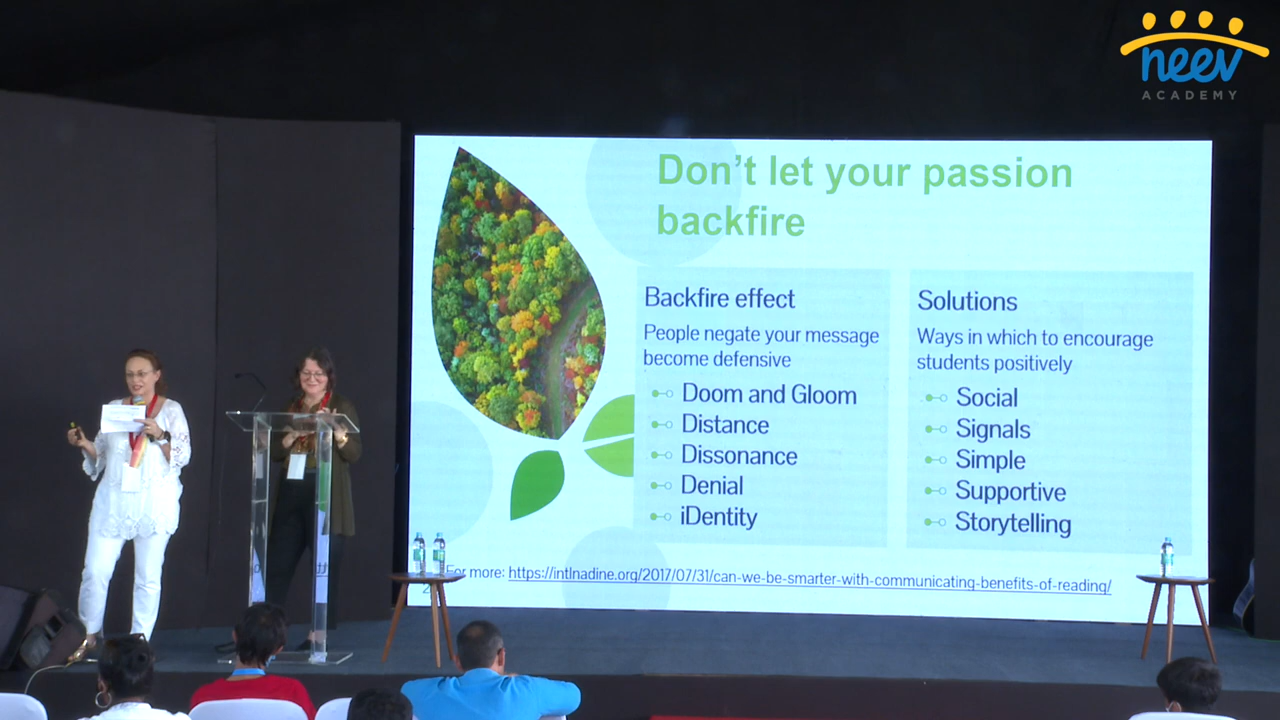 neev
ACADEMY
Don't let your passion
backfire
Backfire effect
People negate your message
become defensive
Doom and Gloom
Distance
Dissonance
Denial
iDentity
Solutions
Ways in which to encourage
students positively
Social
Signals
Simple
Supportive
Storytelling
For more: https://intlnadine.org/2017/07/31/can-we-be-smarter-with-communicating-benefits-of-reading/